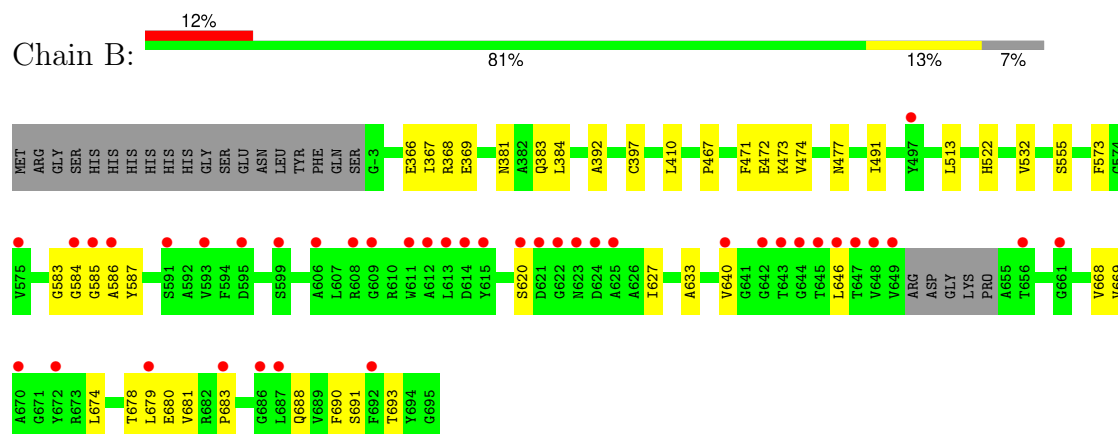 12%
Chain B:
81% 13% 7%
MET ARG GLY SER HIS HIS HIS HIS HIS HIS GLY SER GLU ASN LEU TYR PHE GLN SER G-3 E366 I367 R368 E369 N381 A382 Q383 L384 A392 C397 L410 P467 F471 E472 K473 V474 N477 I491 Y497 L513 H522 V532 S555 F573 G574
V575 G583 G584 G585 A586 Y587 S591 A592 V593 F594 D595 S599 A606 L607 R608 G609 R610 W611 A612 L613 D614 Y615 S620 D621 G622 N623 D624 A625 A626 I627 A633 V640 G641 G642 T643 G644 T645 L646 T647 V648 V649 ARG ASP GLY LYS PRO A655 T656 G661 V668 V669
A670 G671 Y672 R673 L674 T678 L679 E680 V681 R682 P683 G686 L687 Q688 V689 F690 S691 F692 T693 Y694 G695